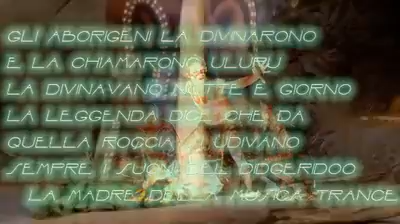 GLI ABORIGENI LA DIVINARONO
E LA CHIAMARONO ULURU
LA DIVINAVANO NOTTE E GIORNO
LA LEGGENDA DICE CHE DA
QUELLA ROCCIA UDIVANO
SEMPRE I SUONI DEL DIDGERIDOO
LA MADRE DELLA MUSICA TRANCE